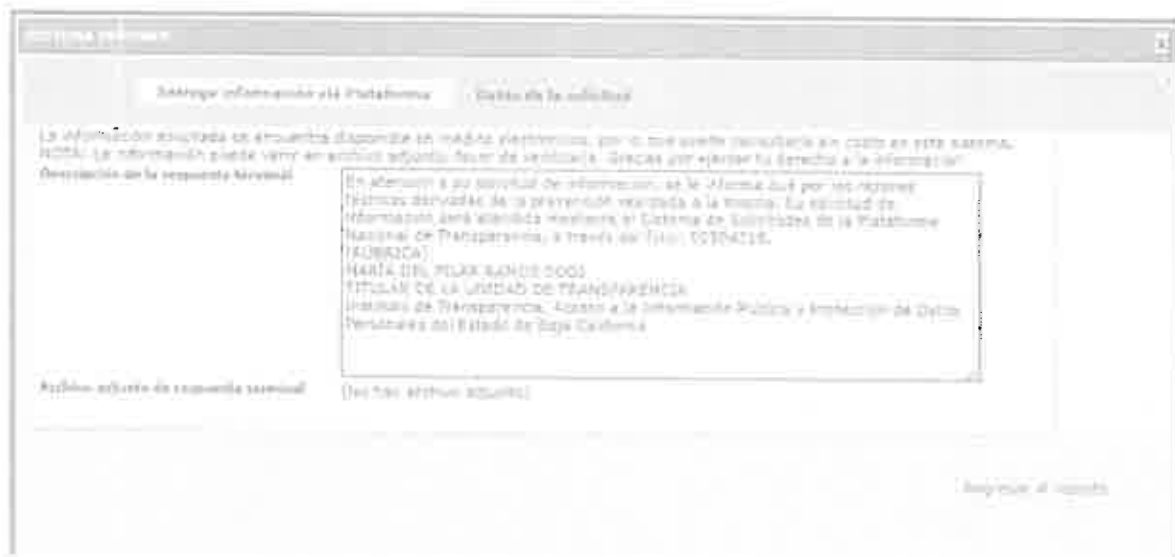 SISTEMA INFOMEX
Entrega información vía Plataforma
Datos de la solicitud
La información solicitada se encuentra disponible en medios electrónicos, por lo que puede consultarla sin costo en este sistema.
NOTA: La información puede venir en archivo adjunto, favor de verificarla. Gracias por ejercer tu derecho a la información
Descripción de la respuesta terminal
En atención a su solicitud de información, se le informa que por las razones
técnicas derivadas de la prevención realizada a la misma, su solicitud de
información será atendida mediante el Sistema de Solicitudes de la Plataforma
Nacional de Transparencia, a través del folio
(RUBRICA)
MARÍA DEL PILAR RAMOS
TITULAR DE LA UNIDAD DE TRANSPARENCIA
Instituto de Transparencia, Acceso a la Información Pública y Protección de Datos
Personales del Estado de Baja California
Archivo adjunto de respuesta terminal
(No hay archivo adjunto)
Regresar al reporte